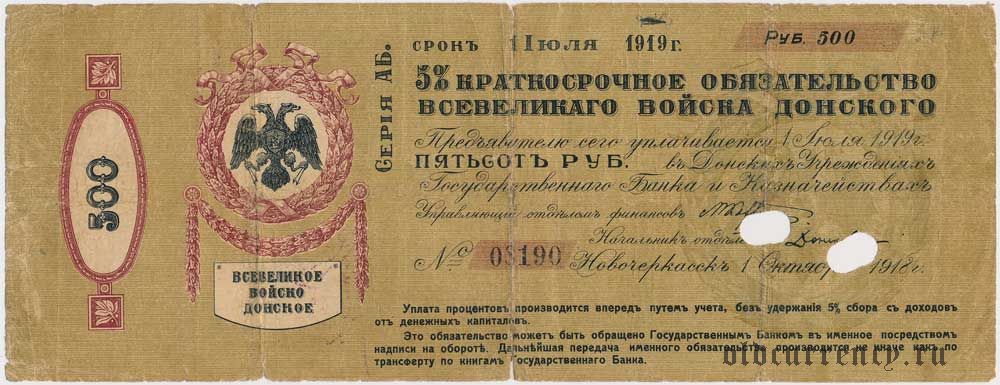 500
ВСЕВЕЛИКОЕ
ВОЙСКО
ДОНСКОЕ
СЕРІЯ АБ.
СРОКЪ 1 ІЮЛЯ 1919 г.
РУБ. 500
5% КРАТКОСРОЧНОЕ ОБЯЗАТЕЛЬСТВО
ВСЕВЕЛИКАГО ВОЙСКА ДОНСКОГО
Предъявителю сего уплачивается 1 Іюля 1919 г.
ПЯТЬСОТЪ РУБ. въ Донскихъ Учрежденіяхъ
Государственнаго Банка и Казначействахъ
Управляющій отдѣломъ финансовъ
Начальникъ
№ 03190 Новочеркасскъ 1 1918 г.
Уплата процентовъ производится впередъ путемъ учета, безъ удержанія 5% сбора съ доходовъ
отъ денежныхъ капиталовъ.
Это обязательство можетъ быть обращено Государственнымъ Банкомъ въ именное посредствомъ
надписи на оборотѣ. Дальнѣйшая передача именного обязательства производится не иначе какъ по
трансферту по книгамъ Государственнаго Банка.
oldcurrency.ru